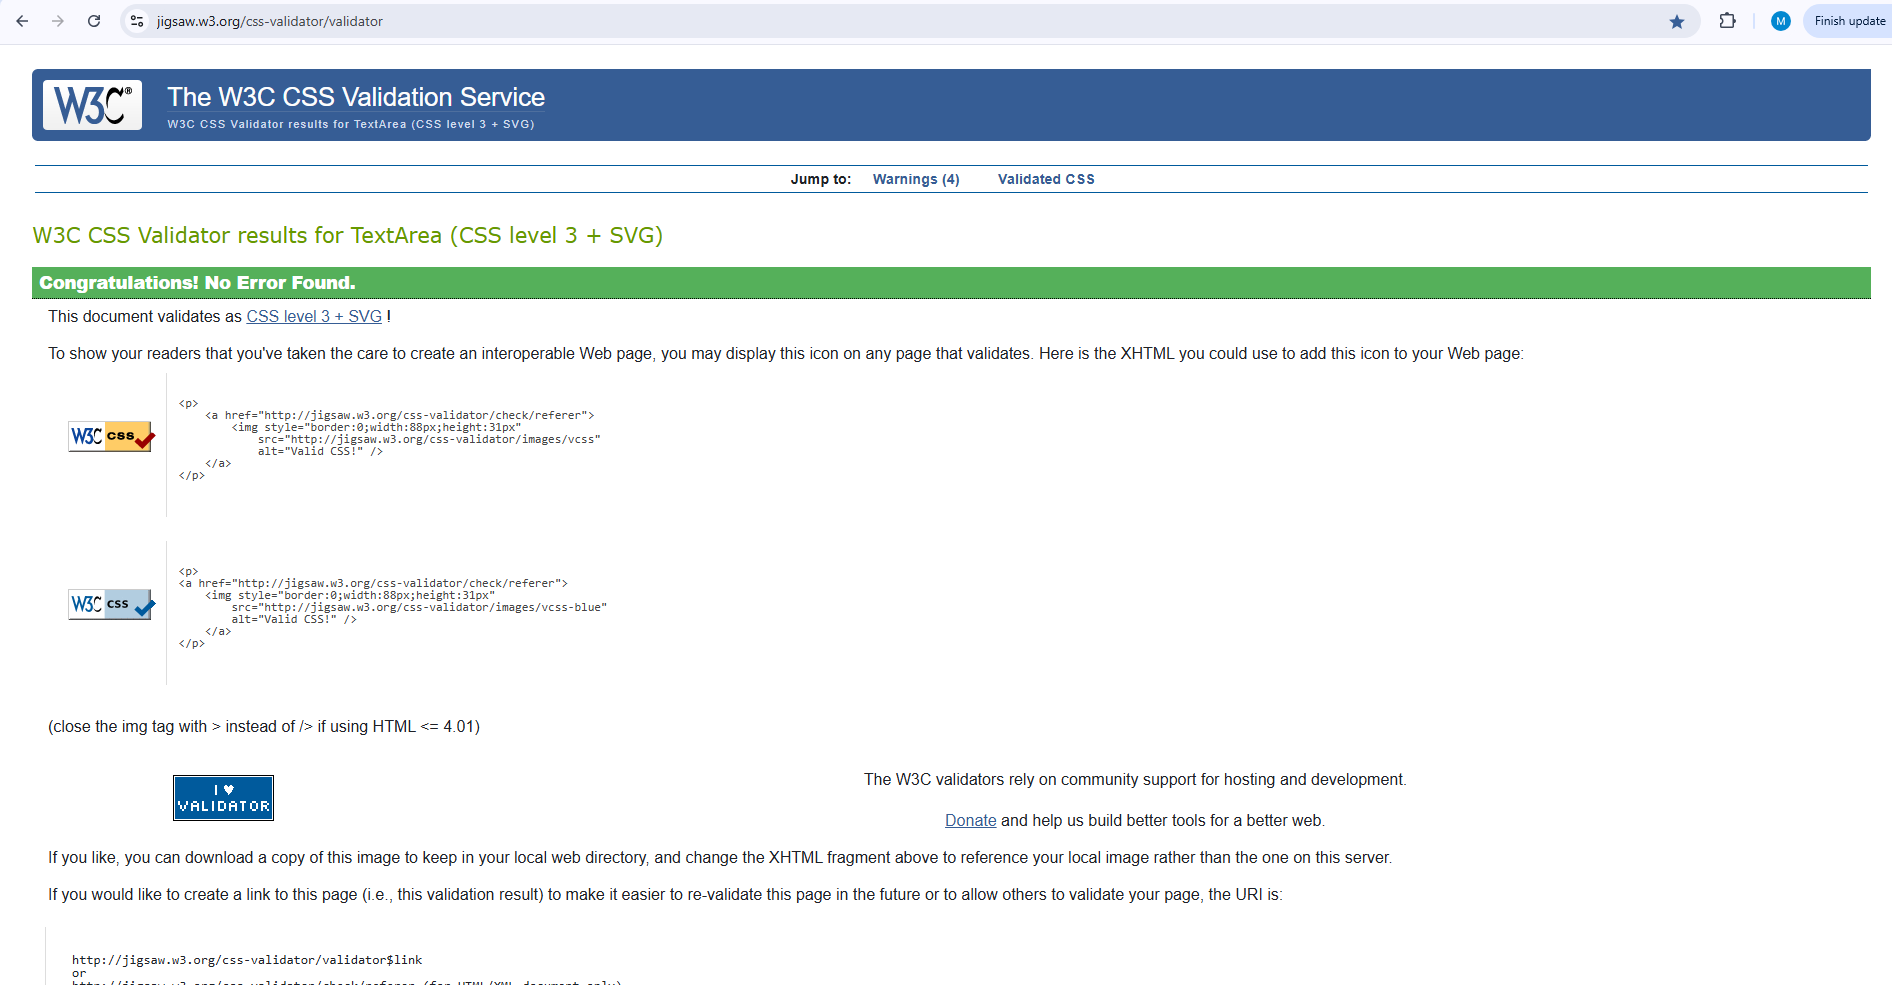 jigsaw.w3.org/css-validator/validator
M
Finish update
W3C®
The W3C CSS Validation Service
W3C CSS Validator results for TextArea (CSS level 3 + SVG)
Jump to: Warnings (4) Validated CSS
W3C CSS Validator results for TextArea (CSS level 3 + SVG)
Congratulations! No Error Found.
This document validates as CSS level 3 + SVG !
To show your readers that you've taken the care to create an interoperable Web page, you may display this icon on any page that validates. Here is the XHTML you could use to add this icon to your Web page:
W3C css
<p>
<a href="http://jigsaw.w3.org/css-validator/check/referer">
<img style="border:0;width:88px;height:31px"
src="http://jigsaw.w3.org/css-validator/images/vcss"
alt="Valid CSS!" />
</a>
</p>
W3C css
<p>
<a href="http://jigsaw.w3.org/css-validator/check/referer">
<img style="border:0;width:88px;height:31px"
src="http://jigsaw.w3.org/css-validator/images/vcss-blue"
alt="Valid CSS!" />
</a>
</p>
(close the img tag with > instead of /> if using HTML <= 4.01)
I ♥
VALIDATOR
The W3C validators rely on community support for hosting and development.
Donate and help us build better tools for a better web.
If you like, you can download a copy of this image to keep in your local web directory, and change the XHTML fragment above to reference your local image rather than the one on this server.
If you would like to create a link to this page (i.e., this validation result) to make it easier to re-validate this page in the future or to allow others to validate your page, the URI is:
http://jigsaw.w3.org/css-validator/validator$link
or
http://jigsaw.w3.org/css-validator/check/referer (for HTML/XML document only)